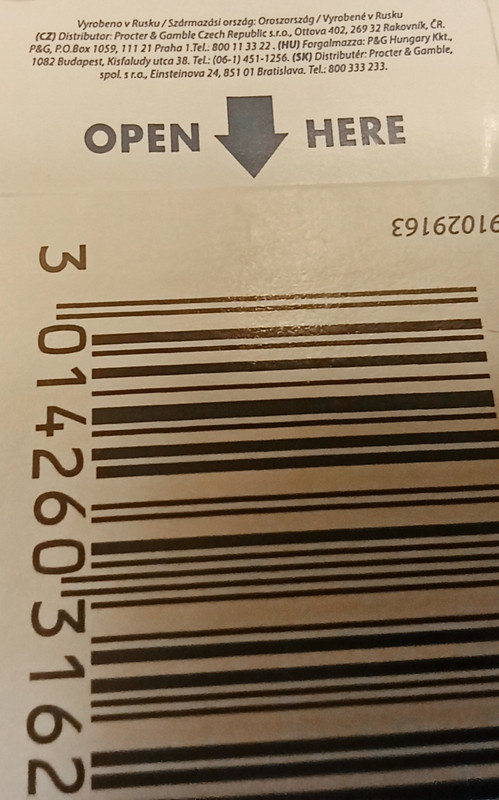 Vyrobeno v Rusku / Származási ország: Oroszország / Vyrobené v Rusku
(CZ) Distributor: Procter & Gamble Czech Republic s.r.o., Ottova 402, 269 32 Rakovník, ČR.
P&G, P.O.Box 1059, 111 21 Praha 1.Tel.: 800 11 33 22 . (HU) Forgalmazza: P&G Hungary Kkt.,
1082 Budapest, Kisfaludy utca 38. Tel.: (06-1) 451-1256. (SK) Distributér: Procter & Gamble,
spol. s r.o., Einsteinova 24, 851 01 Bratislava. Tel.: 800 333 233.
OPEN HERE
91029163
3 014260 3162